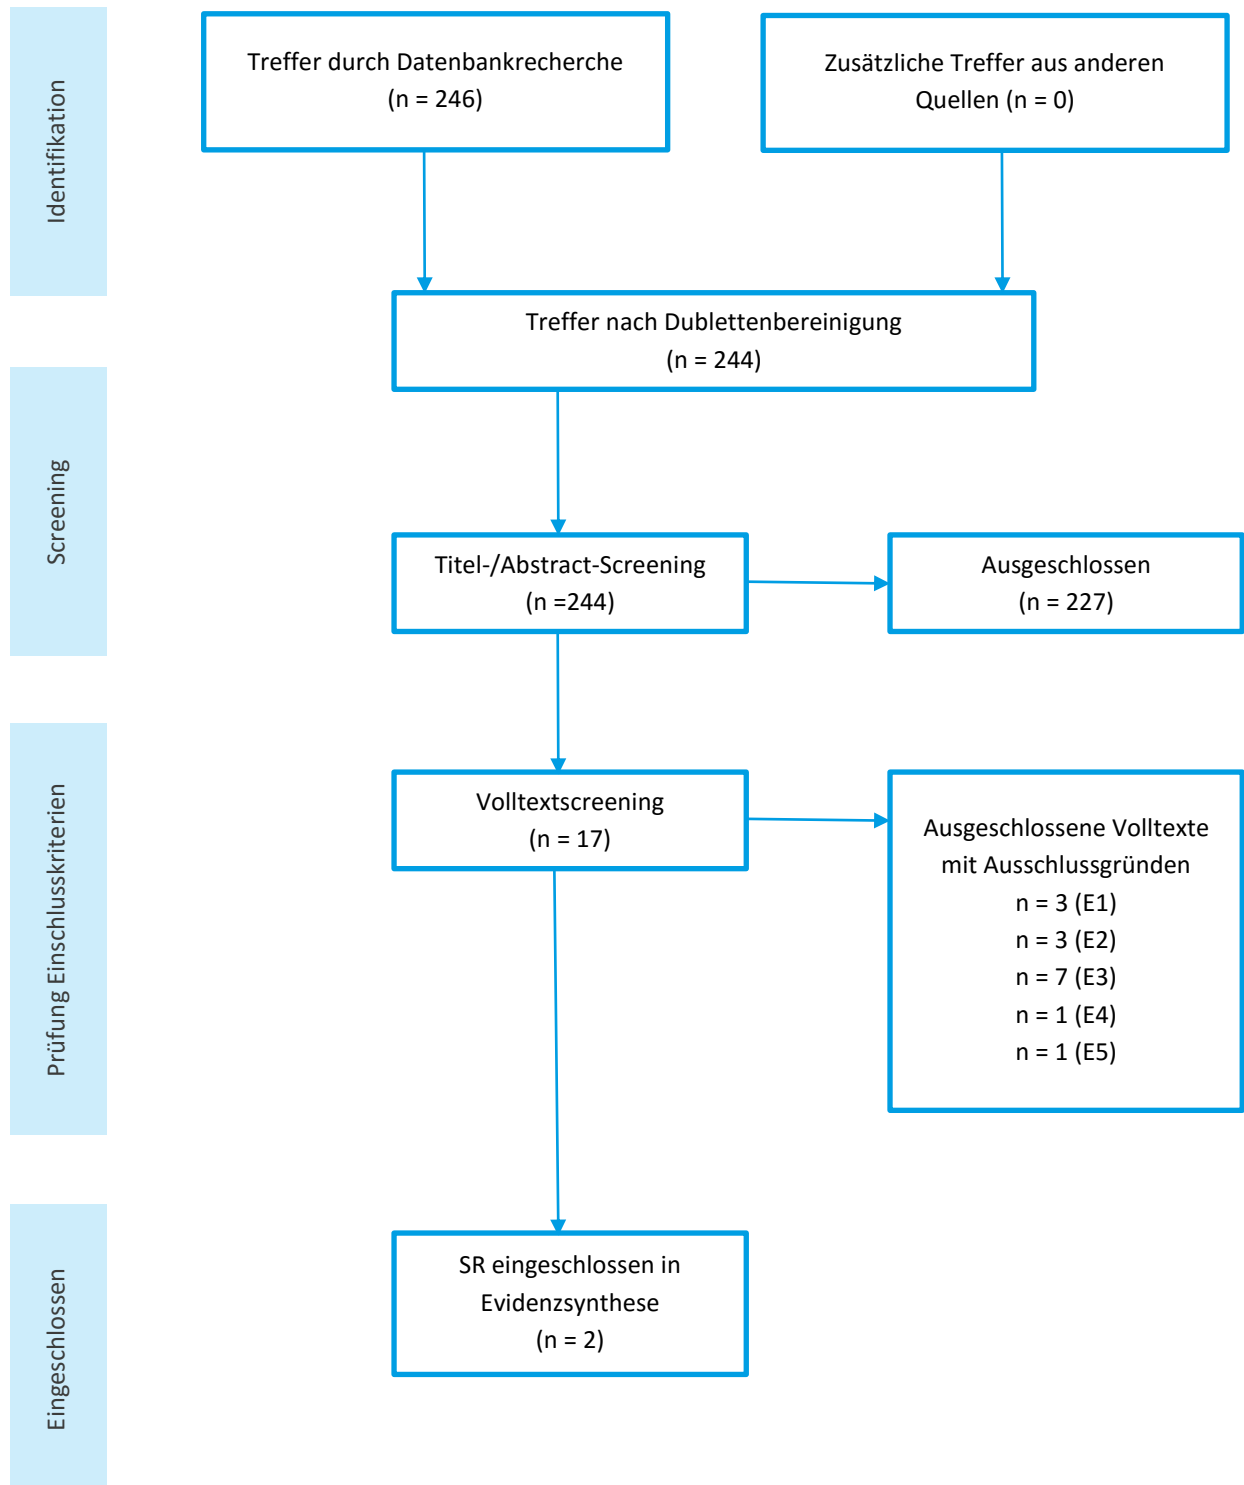 Identifikation
Treffer durch Datenbankrecherche
(n = 246)
Zusätzliche Treffer aus anderen
Quellen (n = 0)
Treffer nach Dublettenbereinigung
(n = 244)
Screening
Titel-/Abstract-Screening
(n =244)
Ausgeschlossen
(n = 227)
Prüfung Einschlusskriterien
Volltextscreening
(n = 17)
Ausgeschlossene Volltexte
mit Ausschlussgründen
n = 3 (E1)
n = 3 (E2)
n = 7 (E3)
n = 1 (E4)
n = 1 (E5)
Eingeschlossen
SR eingeschlossen in
Evidenzsynthese
(n = 2)